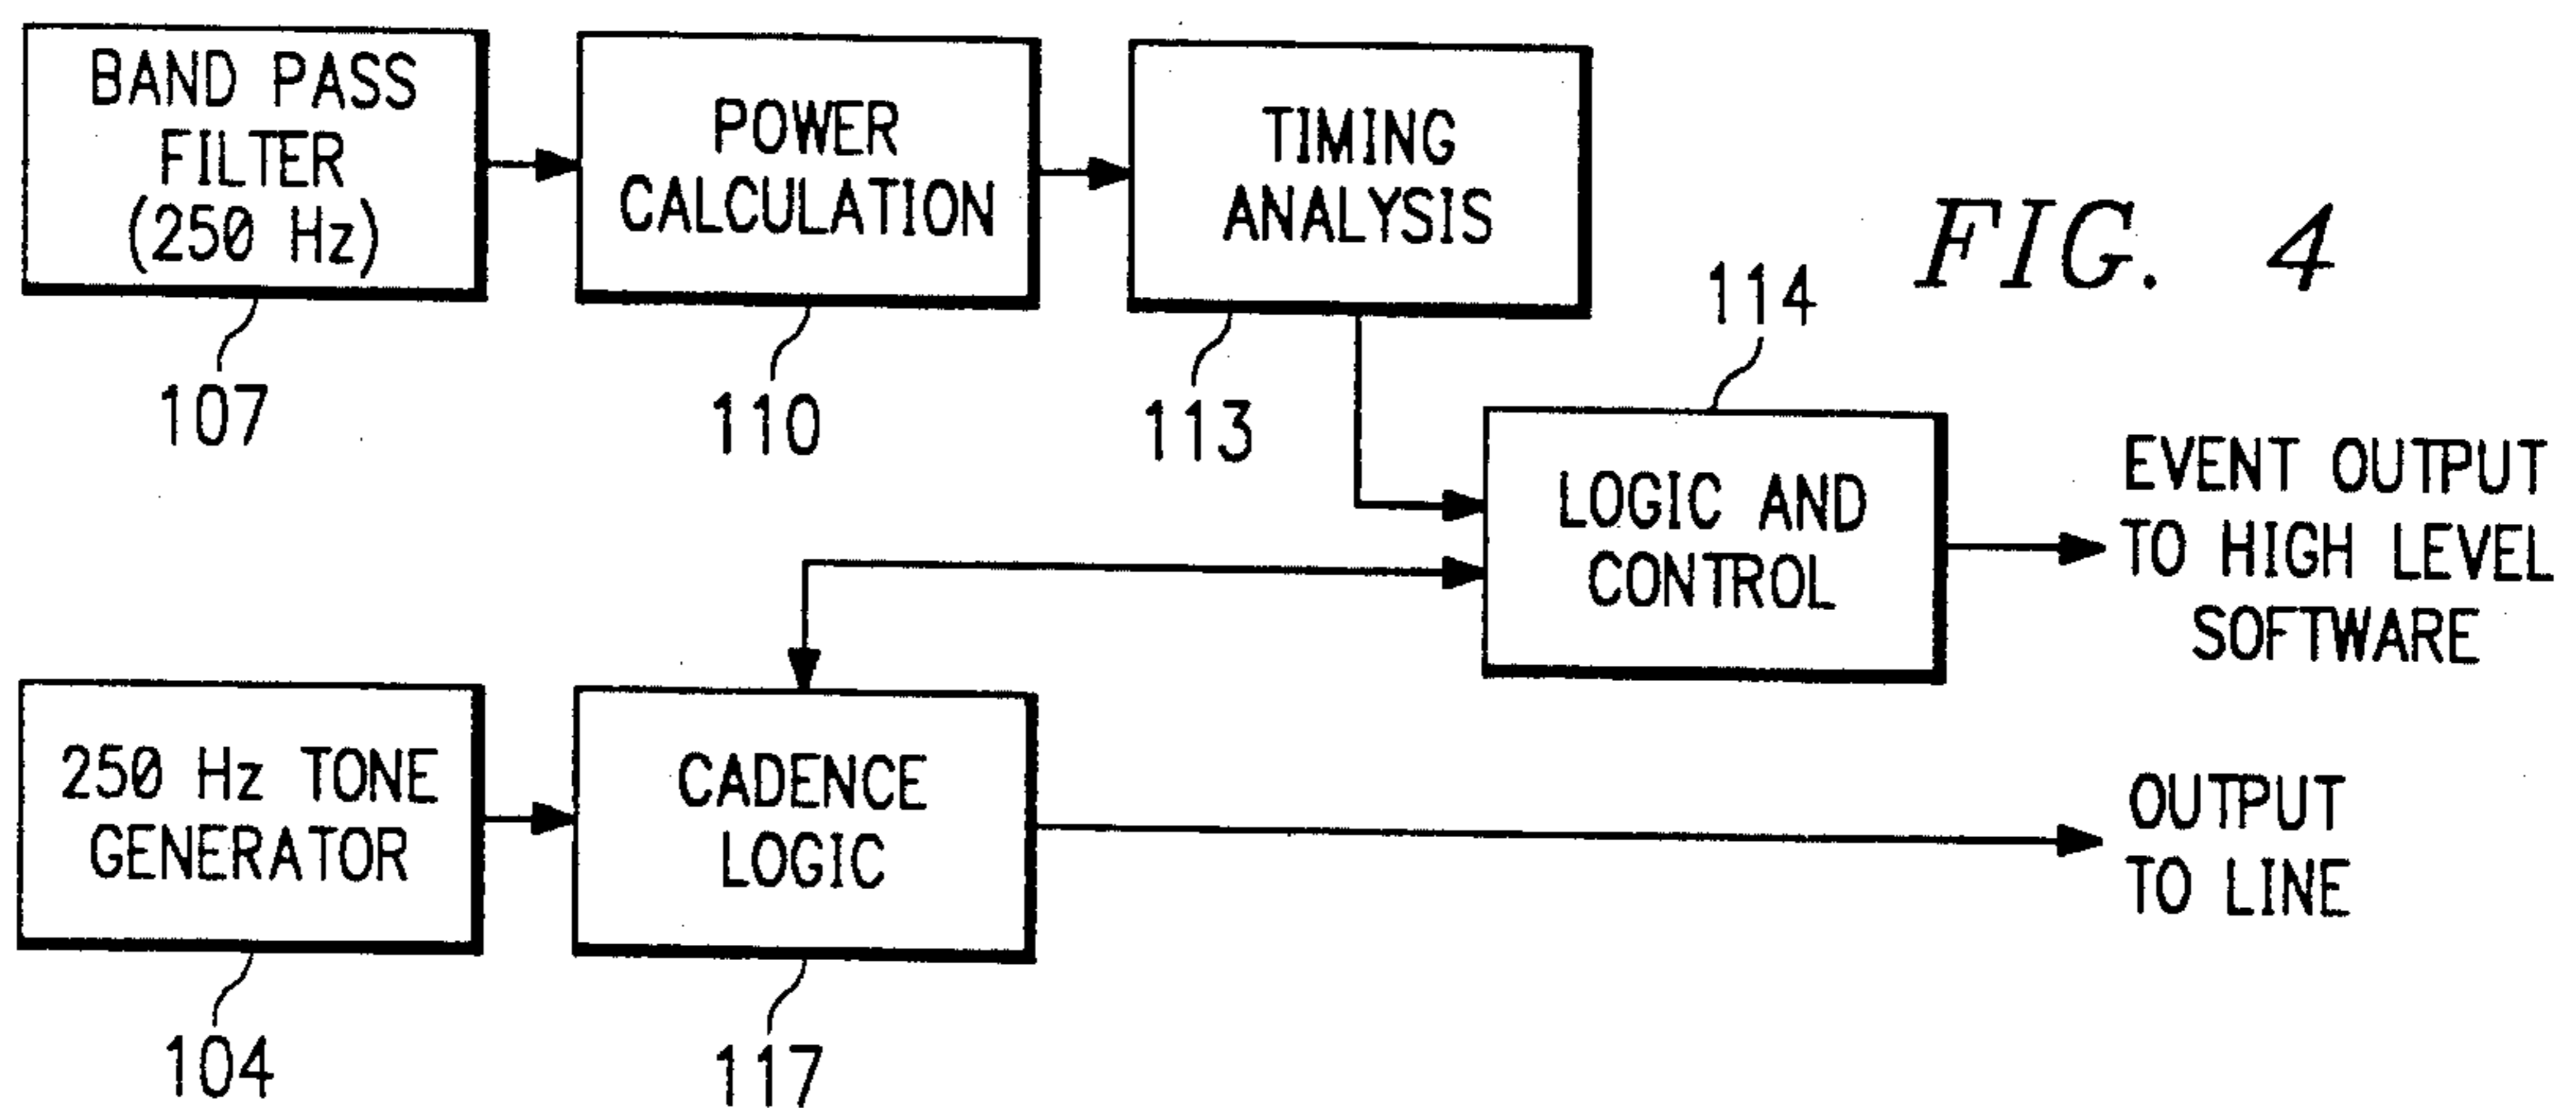 BAND PASS
FILTER
(250 Hz)
107
POWER
CALCULATION
110
TIMING
ANALYSIS
113
FIG. 4
114
LOGIC AND
CONTROL
EVENT OUTPUT
TO HIGH LEVEL
SOFTWARE
250 Hz TONE
GENERATOR
104
CADENCE
LOGIC
117
OUTPUT
TO LINE